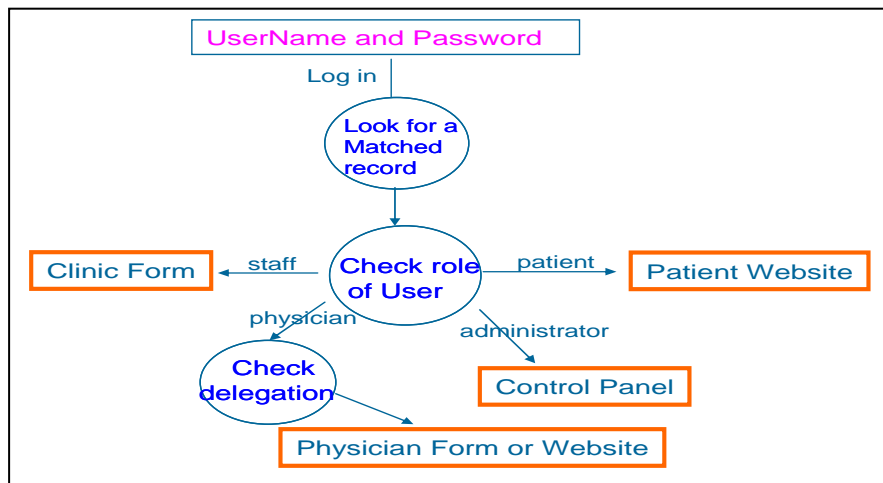 UserName and Password
Log in
Look for a
Matched
record
Clinic Form
staff
Check role
of User
patient
Patient Website
physician
administrator
Check
delegation
Control Panel
Physician Form or Website